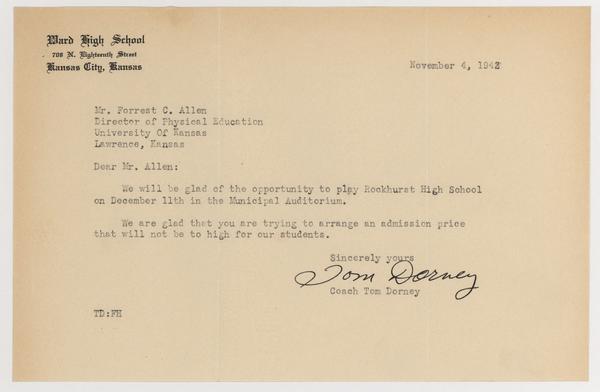 Ward High School
708 N. Eighteenth Street
Kansas City, Kansas
November 4, 1942
Mr. Forrest C. Allen
Director of Physical Education
University Of Kansas
Lawrence, Kansas
Dear Mr. Allen:
We will be glad of the opportunity to play Rockhurst High School
on December 11th in the Municipal Auditorium.
We are glad that you are trying to arrange an admission price
that will not be to high for our students.
Sincerely yours
Tom Dorney
Coach Tom Dorney
TD:FH